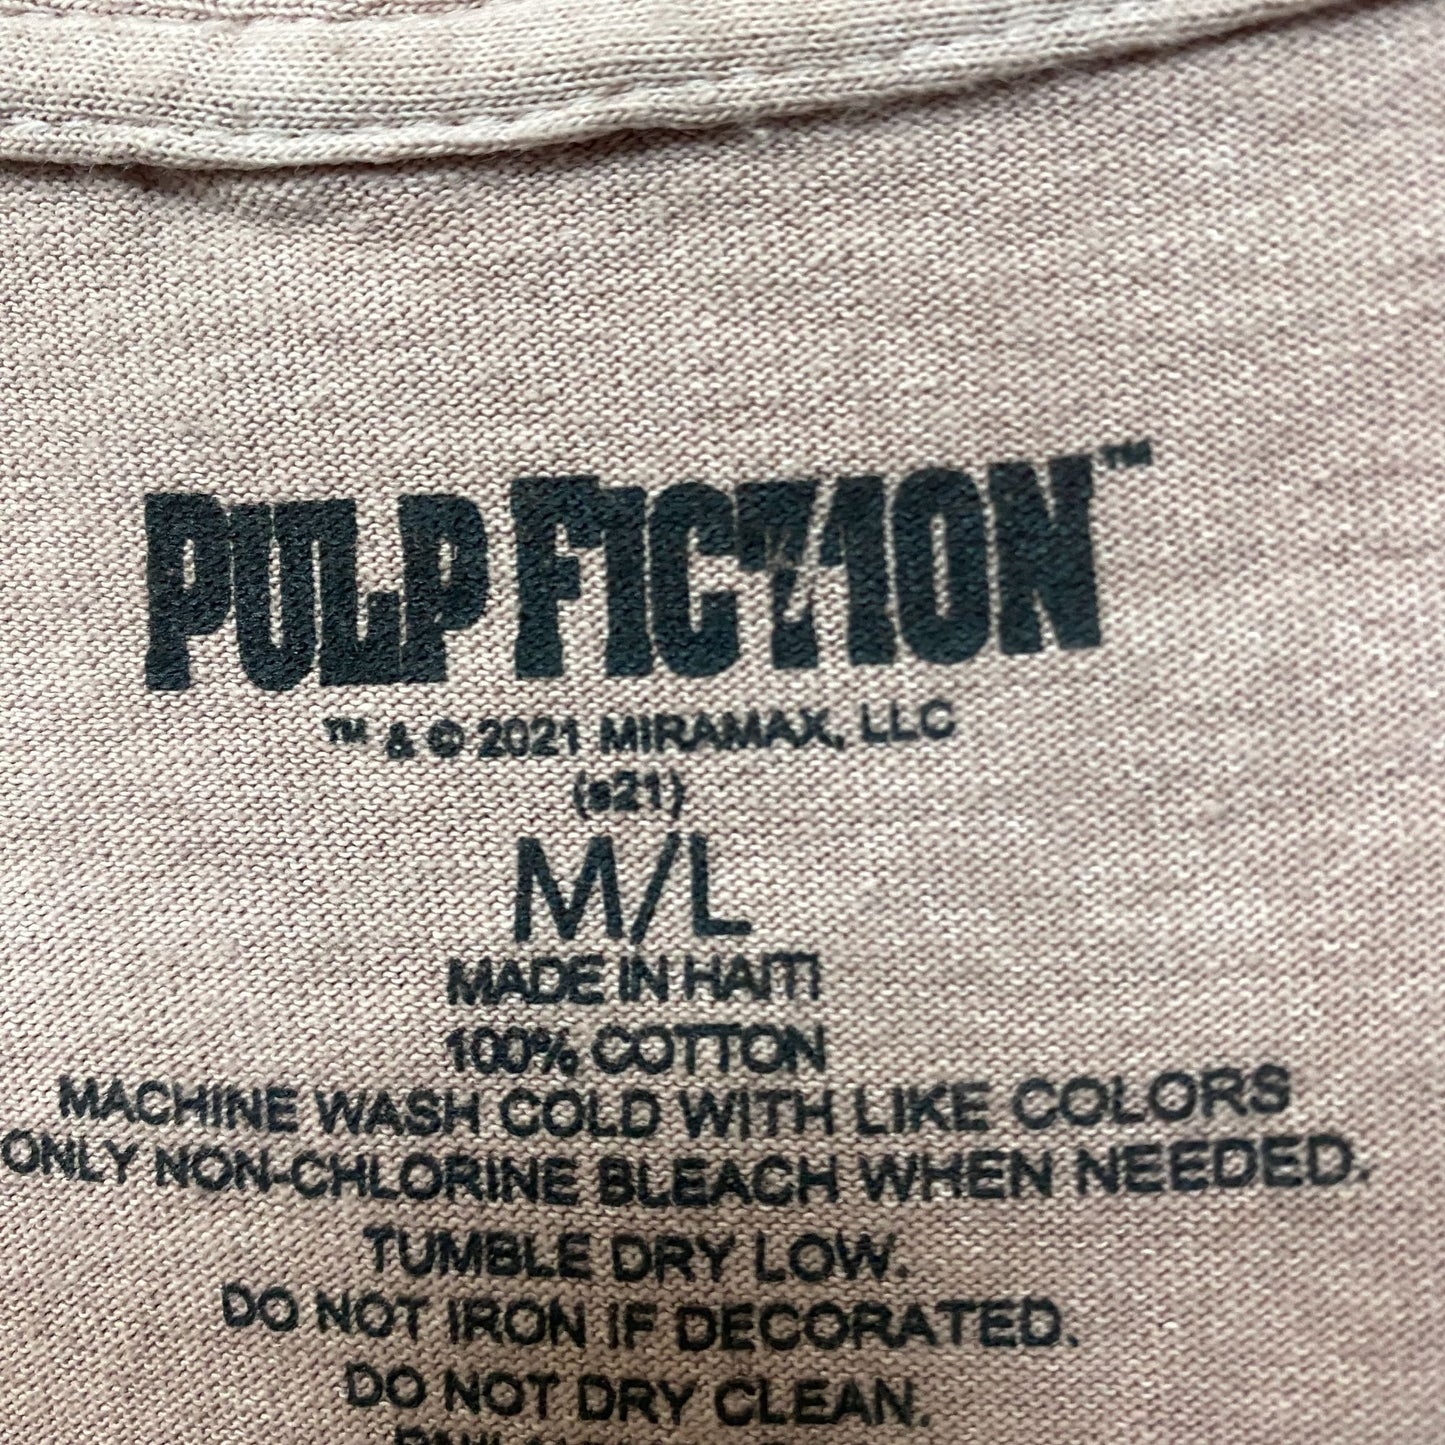 PULP FICTION™
™ & © 2021 MIRAMAX, LLC
(s21)
M/L
MADE IN HAITI
100% COTTON
MACHINE WASH COLD WITH LIKE COLORS
ONLY NON-CHLORINE BLEACH WHEN NEEDED.
TUMBLE DRY LOW.
DO NOT IRON IF DECORATED.
DO NOT DRY CLEAN.